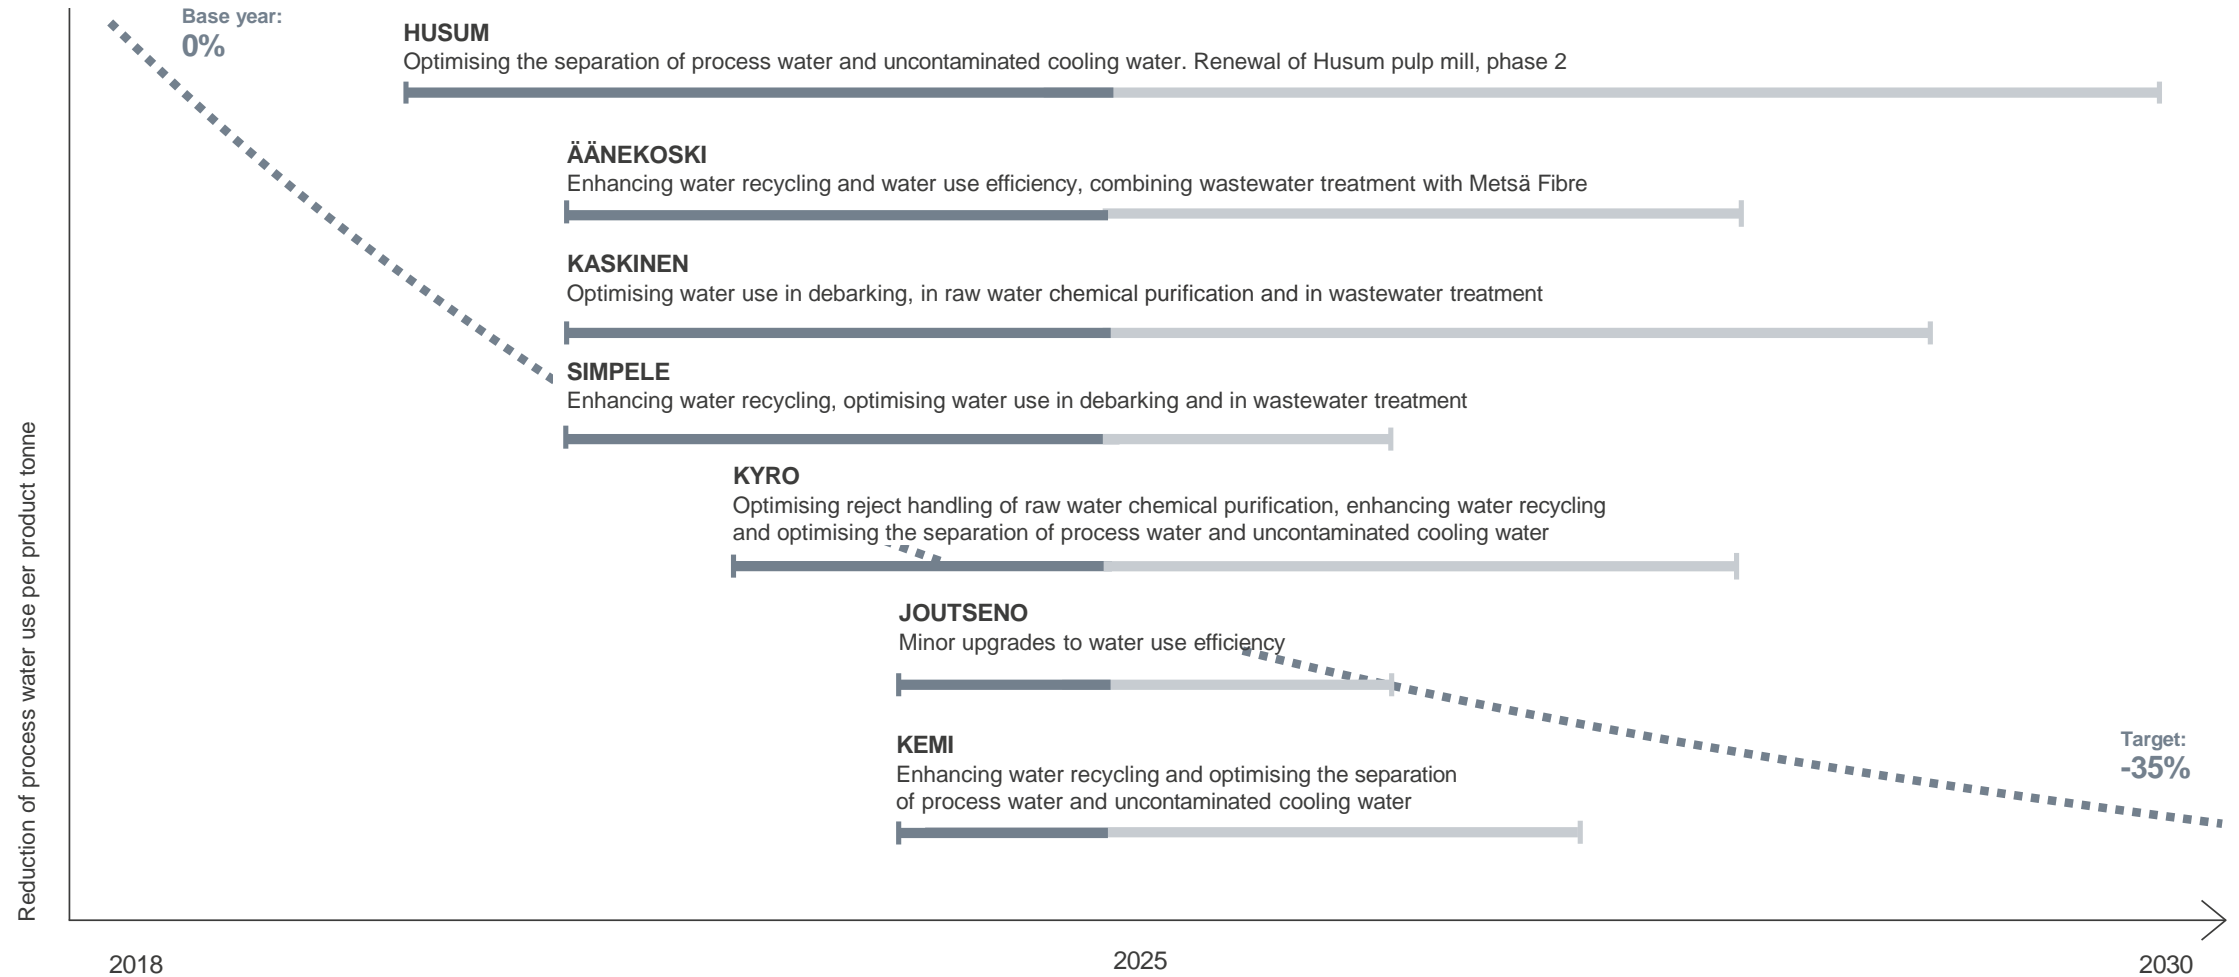 Base year:
0%
HUSUM
Optimising the separation of process water and uncontaminated cooling water. Renewal of Husum pulp mill, phase 2
ÄÄNEKOSKI
Enhancing water recycling and water use efficiency, combining wastewater treatment with Metsä Fibre
KASKINEN
Optimising water use in debarking, in raw water chemical purification and in wastewater treatment
SIMPELE
Enhancing water recycling, optimising water use in debarking and in wastewater treatment
KYRO
Optimising reject handling of raw water chemical purification, enhancing water recycling
and optimising the separation of process water and uncontaminated cooling water
JOUTSENO
Minor upgrades to water use efficiency
KEMI
Enhancing water recycling and optimising the separation
of process water and uncontaminated cooling water
Target:
-35%
Reduction of process water use per product tonne
2018
2025
2030